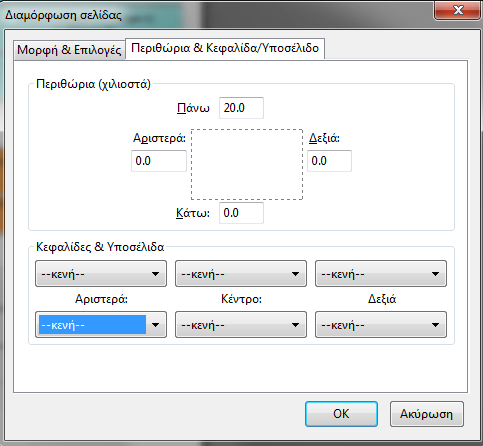 Διαμόρφωση σελίδας
Μορφή & Επιλογές
Περιθώρια & Κεφαλίδα/Υποσέλιδο
Περιθώρια (χιλιοστά)
Πάνω 20.0
Αριστερά: Δεξιά:
0.0 0.0
Κάτω: 0.0
Κεφαλίδες & Υποσέλιδα
--κενή-- --κενή-- --κενή--
Αριστερά: Κέντρο: Δεξιά
--κενή-- --κενή-- --κενή--
OK Ακύρωση